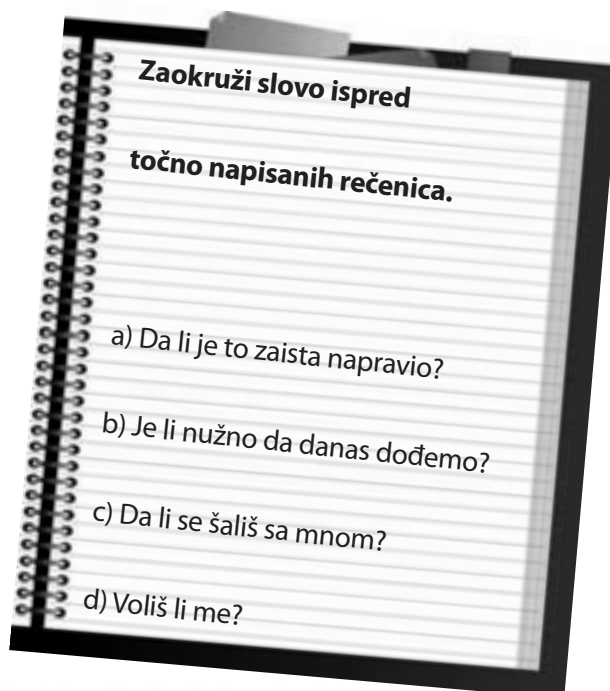 Zaokruži slovo ispred
točno napisanih rečenica.
a) Da li je to zaista napravio?
b) Je li nužno da danas dođemo?
c) Da li se šališ sa mnom?
d) Voliš li me?